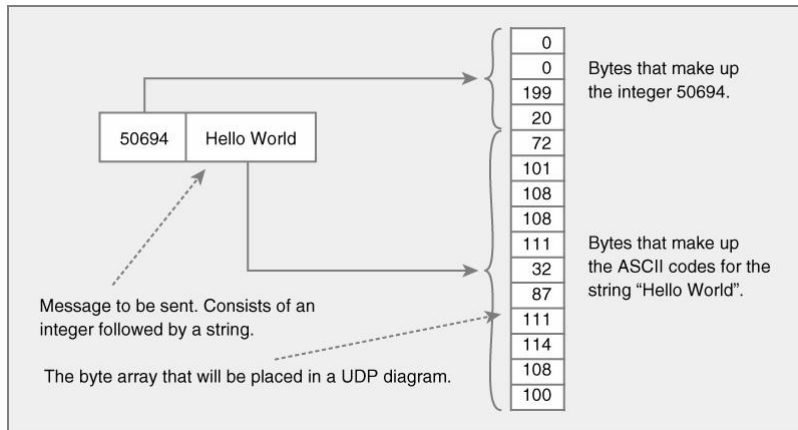 0
0
199
20
72
101
108
108
111
32
87
111
114
108
100
Bytes that make up
the integer 50694.
50694 Hello World
Bytes that make up
the ASCII codes for the
string “Hello World”.
Message to be sent. Consists of an
integer followed by a string.
The byte array that will be placed in a UDP diagram.